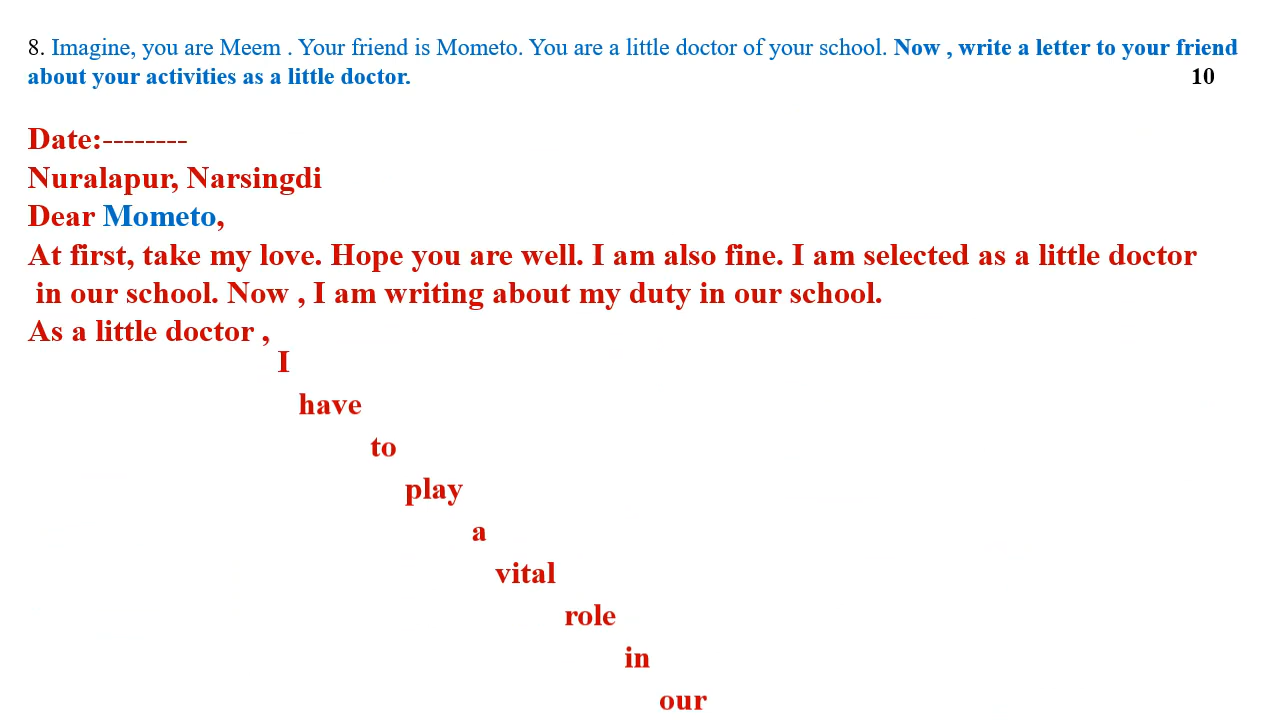 8. Imagine, you are Meem . Your friend is Mometo. You are a little doctor of your school. Now , write a letter to your friend
about your activities as a little doctor. 10
Date:--------
Nuralapur, Narsingdi
Dear Mometo,
At first, take my love. Hope you are well. I am also fine. I am selected as a little doctor
in our school. Now , I am writing about my duty in our school.
As a little doctor ,
I
have
to
play
a
vital
role
in
our